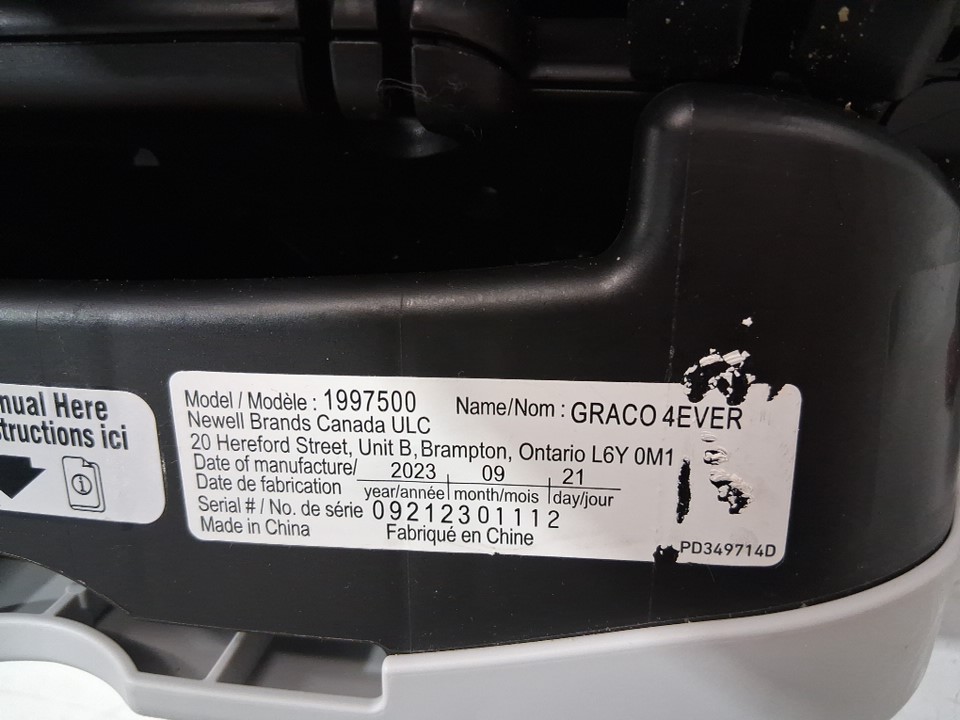 nual Here
structions ici
Model / Modèle : 1997500 Name/Nom : GRACO 4EVER
Newell Brands Canada ULC
20 Hereford Street, Unit B, Brampton, Ontario L6Y 0M1
Date of manufacture/ 2023 09 21
Date de fabrication year/année month/mois day/jour
Serial # / No. de série 09212301112
Made in China Fabriqué en Chine
PD349714D